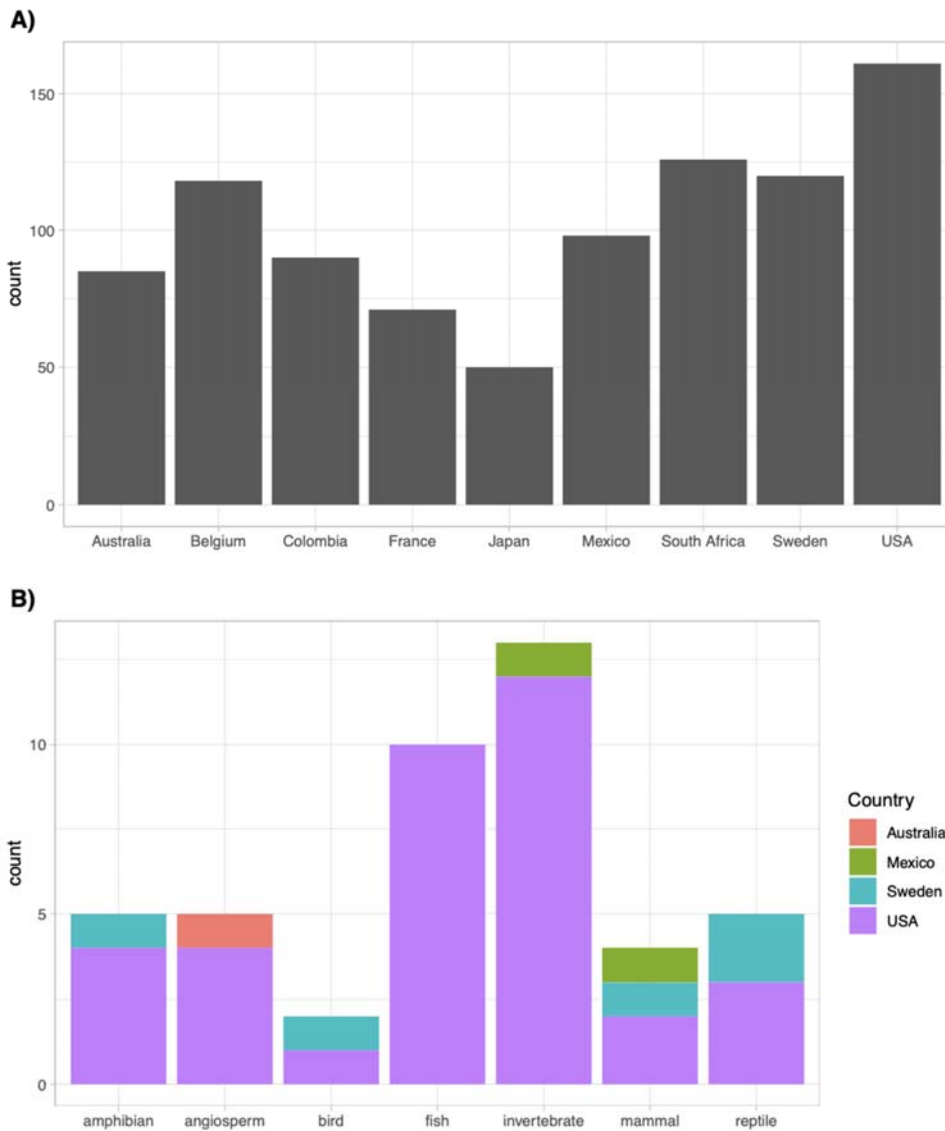 A)
150
100
50
0
count
Australia Belgium Colombia France Japan Mexico South Africa Sweden USA
B)
10
5
0
count
amphibian angiosperm bird fish invertebrate mammal reptile
Country
Australia
Mexico
Sweden
USA